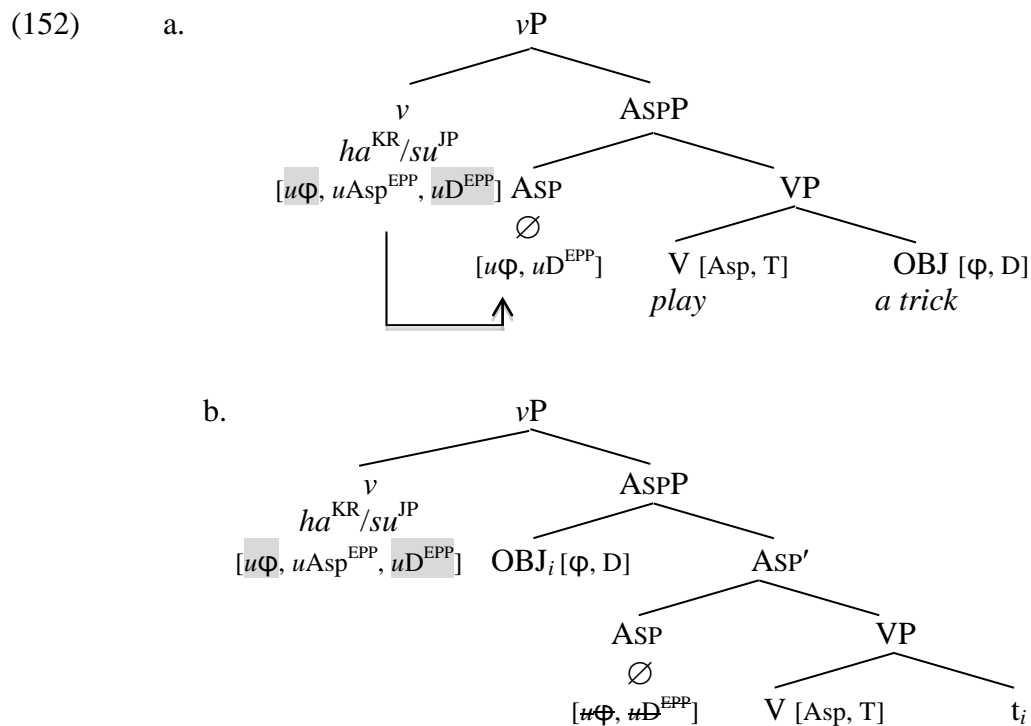 (152) a. vP
v AspP
ha^KR/su^JP
[uφ, uAsp^EPP, uD^EPP] Asp VP
∅
[uφ, uD^EPP] V [Asp, T] OBJ [φ, D]
play a trick
b. vP
v AspP
ha^KR/su^JP
[uφ, uAsp^EPP, uD^EPP] OBJi [φ, D] Asp′
Asp VP
∅
[uφ, uD^EPP] V [Asp, T] ti